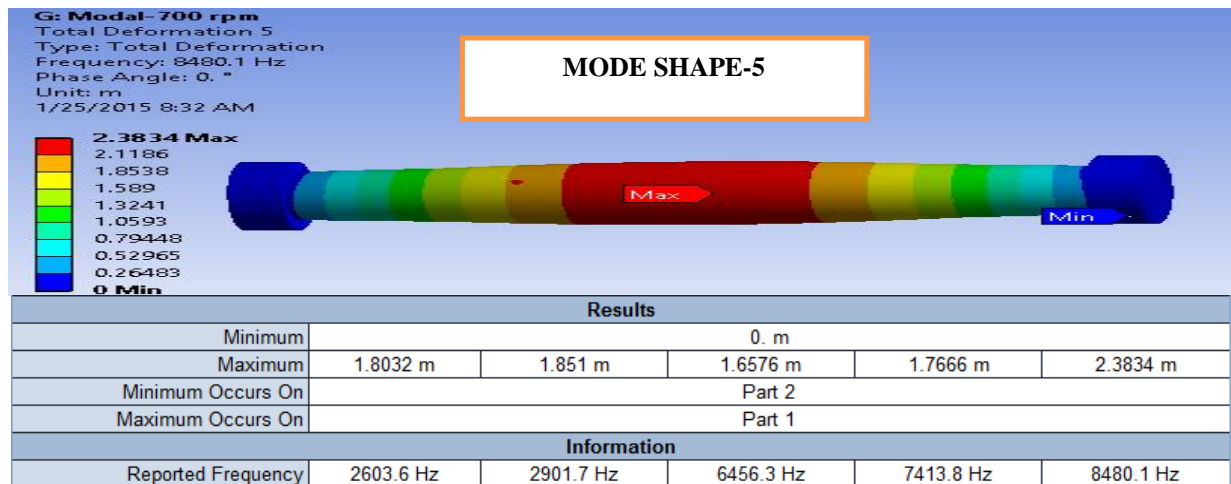 G: Modal-700 rpm
Total Deformation 5
Type: Total Deformation
Frequency: 8480.1 Hz
Phase Angle: 0. °
Unit: m
1/25/2015 8:32 AM
MODE SHAPE-5
2.3834 Max
2.1186
1.8538
1.589
1.3241
1.0593
0.79448
0.52965
0.26483
0 Min
Max
Min
Results
Minimum 0. m
Maximum 1.8032 m 1.851 m 1.6576 m 1.7666 m 2.3834 m
Minimum Occurs On Part 2
Maximum Occurs On Part 1
Information
Reported Frequency 2603.6 Hz 2901.7 Hz 6456.3 Hz 7413.8 Hz 8480.1 Hz